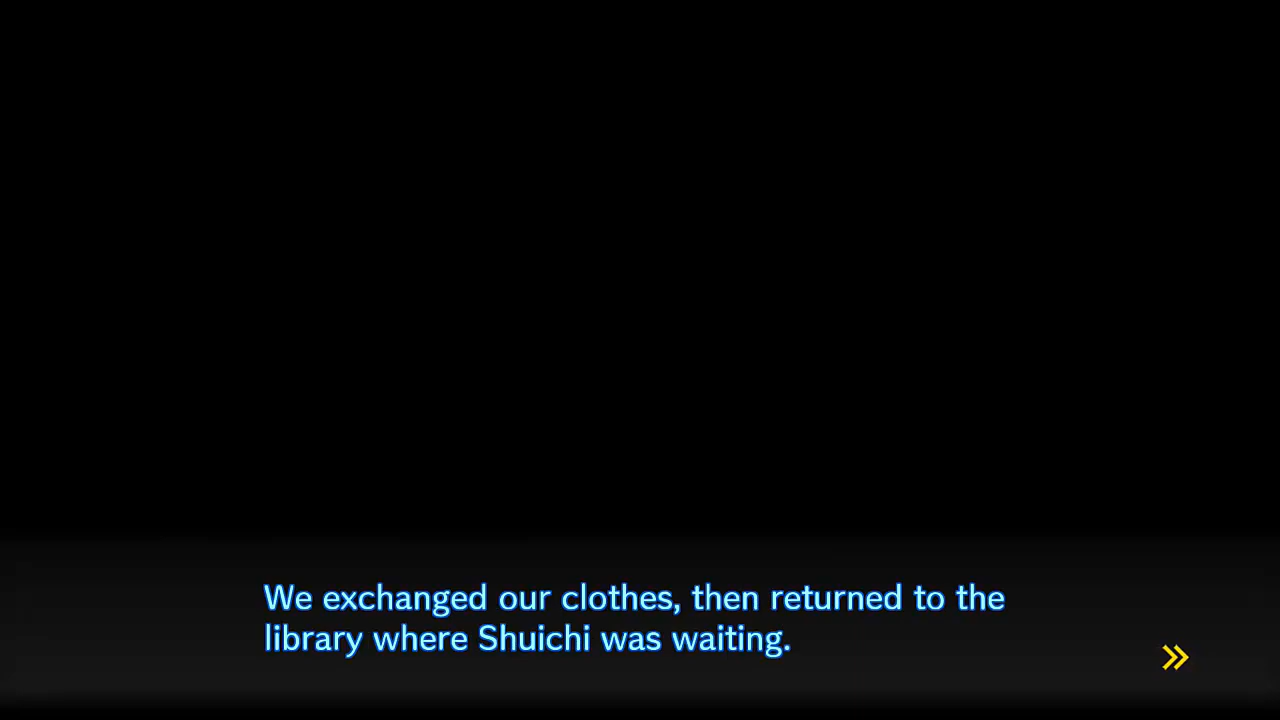 We exchanged our clothes, then returned to the
library where Shuichi was waiting.